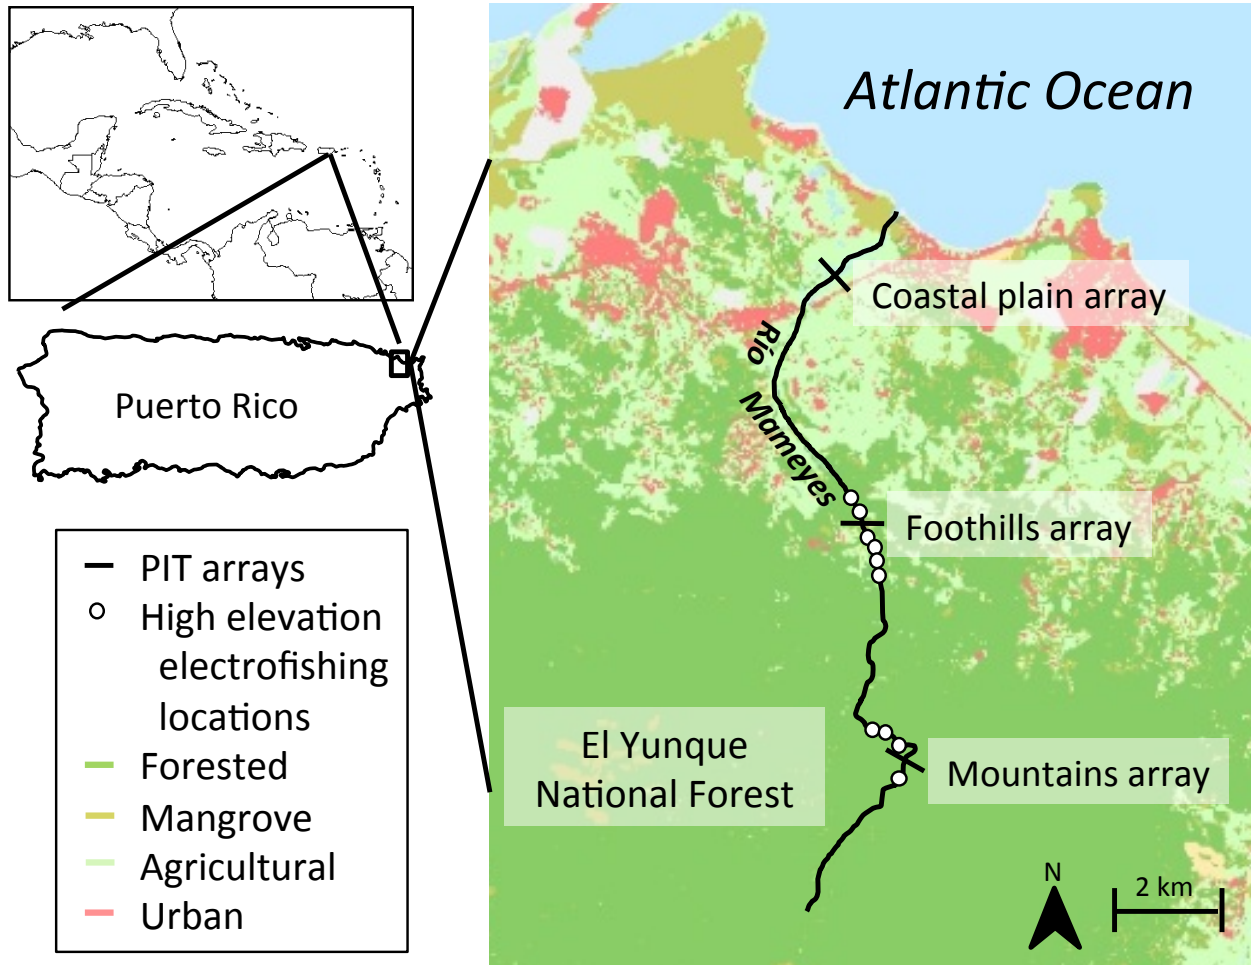 Atlantic Ocean
Coastal plain array
Río
Mameyes
Puerto Rico
Foothills array
PIT arrays
High elevation
electrofishing
locations
Forested
Mangrove
Agricultural
Urban
El Yunque
National Forest
Mountains array
N
2 km